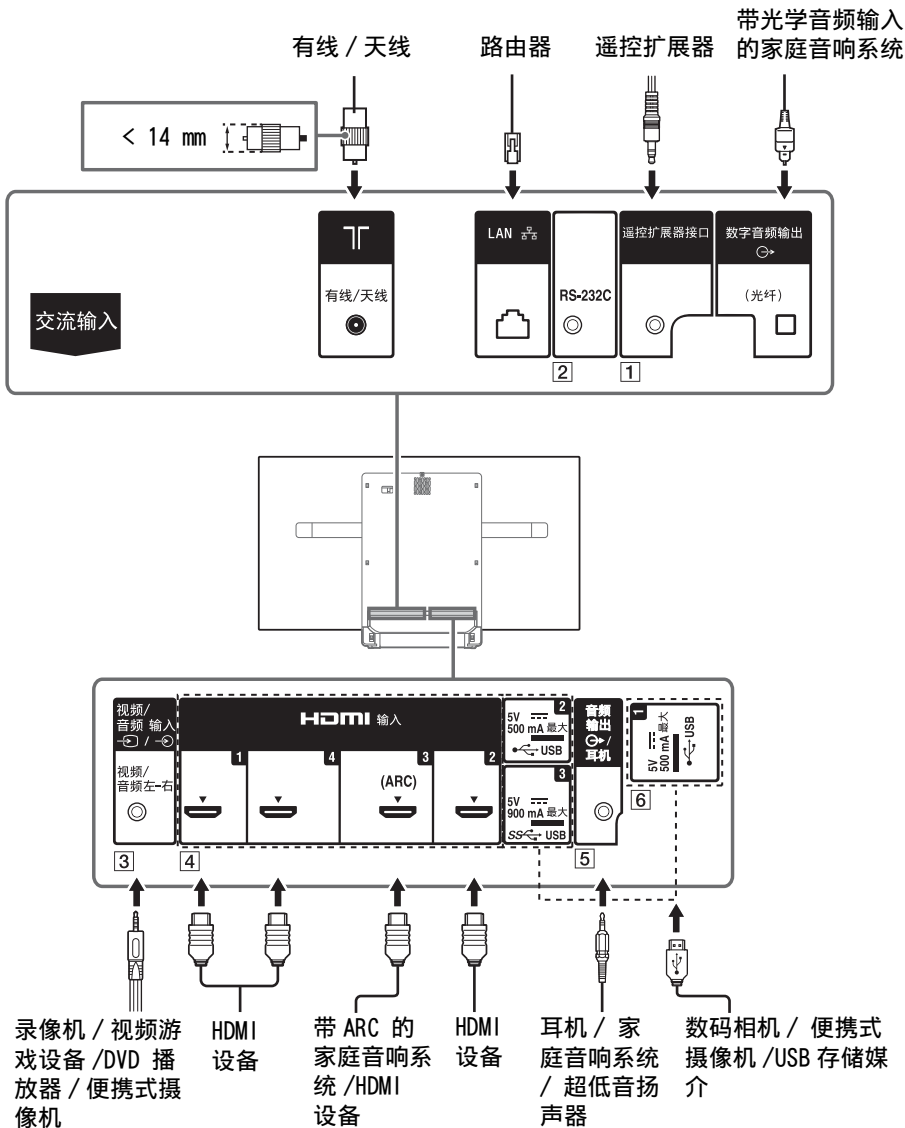 带光学音频输入
的家庭音响系统
有线 / 天线
路由器
遥控扩展器
< 14 mm
LAN
遥控扩展器接口
数字音频输出
有线/天线
RS-232C
(光纤)
交流输入
2
1
视频/
音频 输入
/
视频/
音频左-右
HDMI 输入
1
4
3
2
(ARC)
2
5V
500 mA 最大
USB
3
5V
900 mA 最大
SS USB
音频
输出
/
耳机
1
5V
500 mA 最大
USB
3
4
5
6
录像机 / 视频游
戏设备 /DVD 播
放器 / 便携式摄
像机
HDMI
设备
带 ARC 的
家庭音响系
统 /HDMI
设备
HDMI
设备
耳机 / 家
庭音响系统
/ 超低音扬
声器
数码相机 / 便携式
摄像机 /USB 存储媒
介